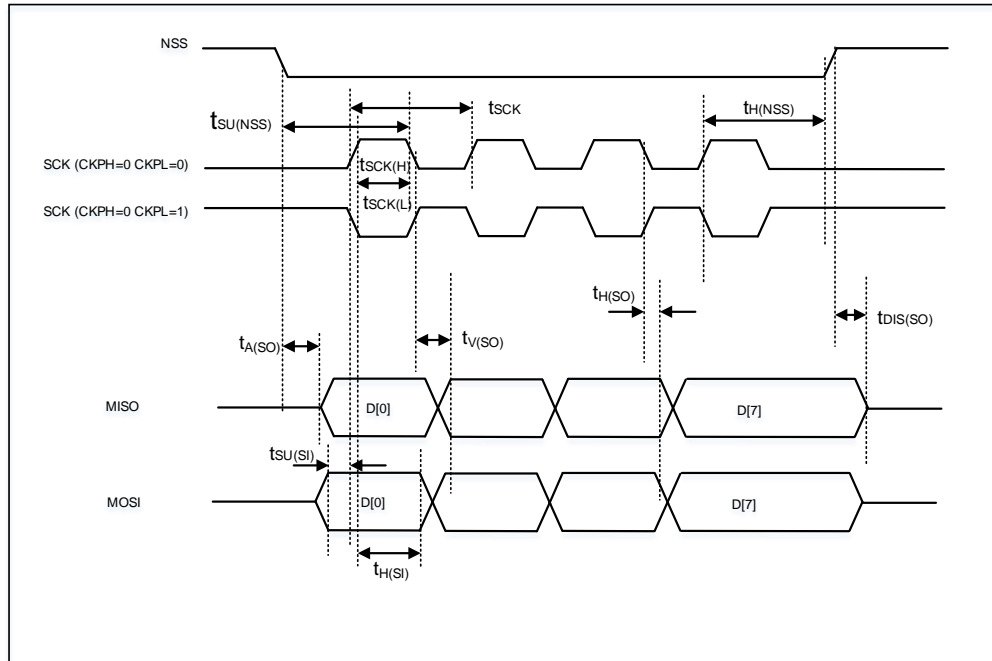 NSS
tSCK
tH(NSS)
tSU(NSS)
SCK (CKPH=0 CKPL=0)
tSCK(H)
tSCK(L)
SCK (CKPH=0 CKPL=1)
tH(SO)
tDIS(SO)
tV(SO)
tA(SO)
MISO
D[0]
D[7]
tSU(SI)
MOSI
D[0]
D[7]
tH(SI)